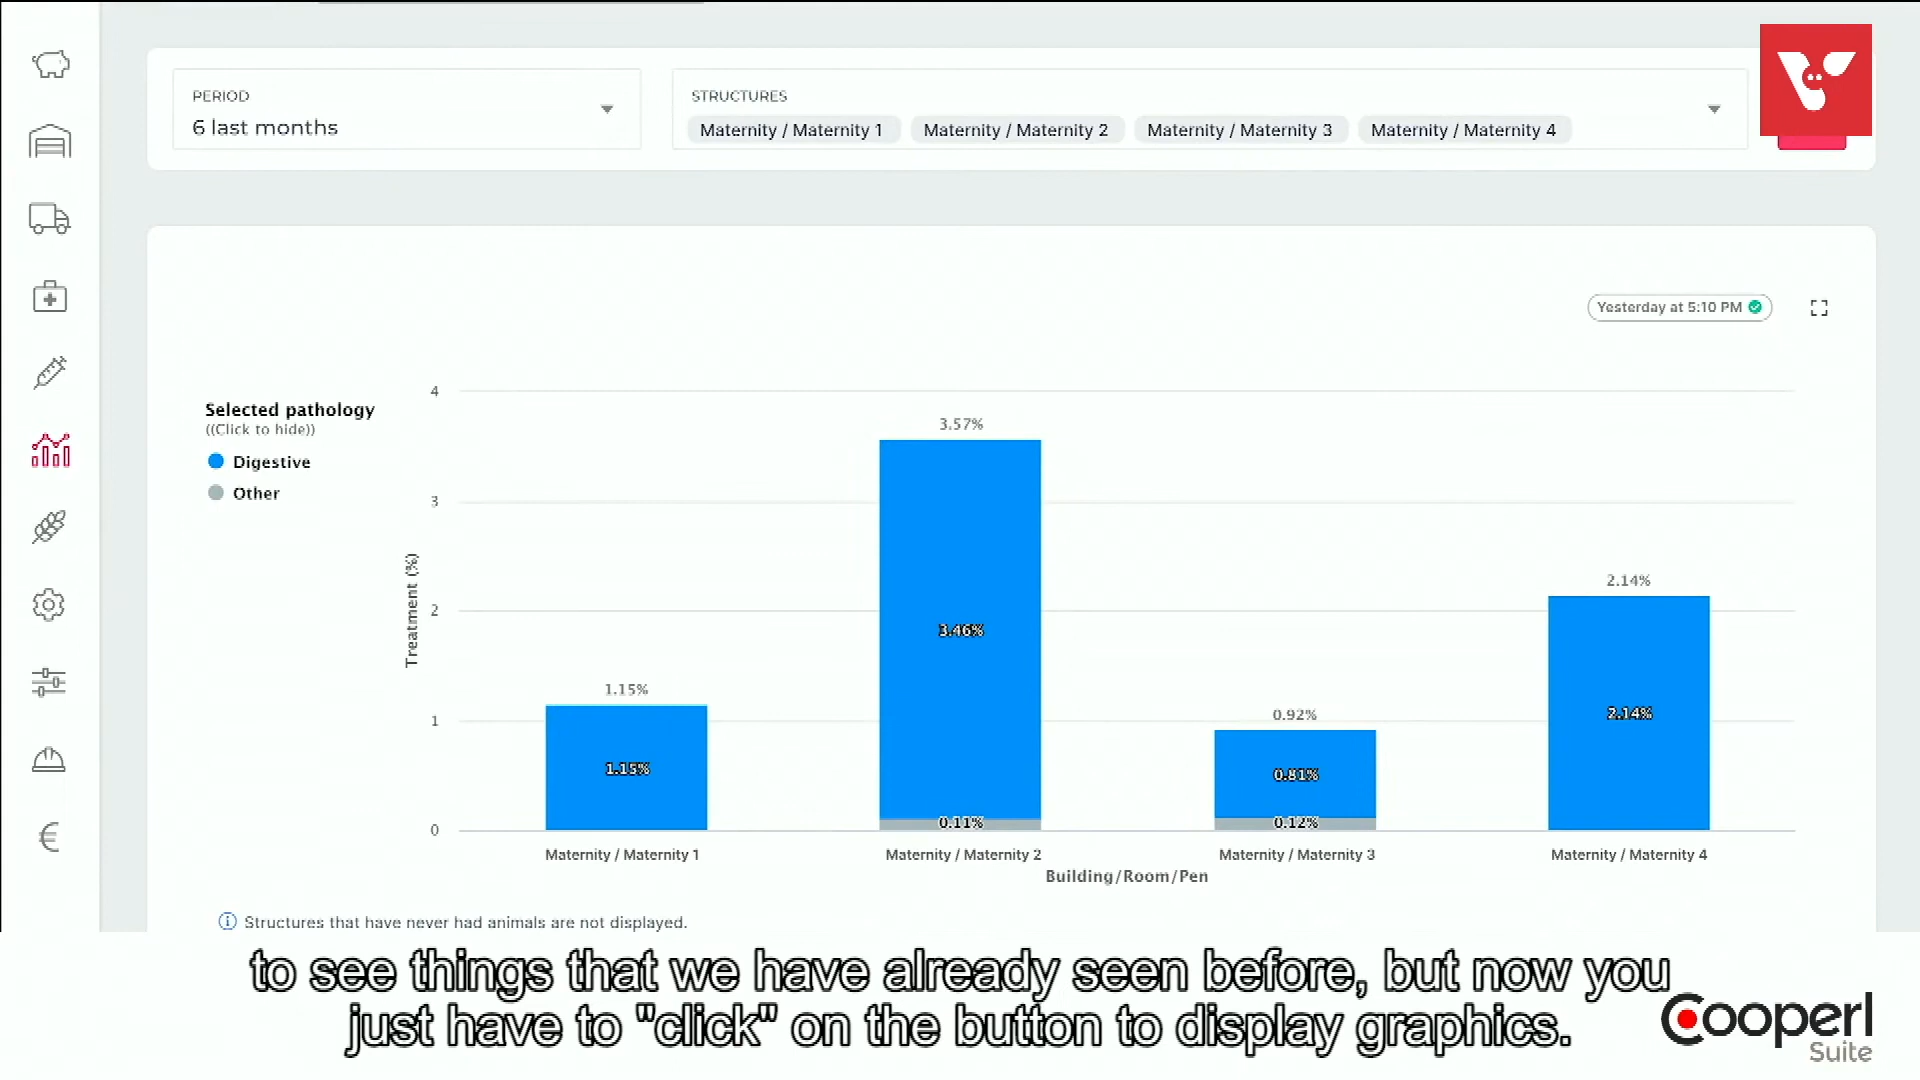 PERIOD
6 last months
STRUCTURES
Maternity / Maternity 1
Maternity / Maternity 2
Maternity / Maternity 3
Maternity / Maternity 4
Yesterday at 5:10 PM
Selected pathology
((Click to hide))
Digestive
Other
Treatment (%)
4
3
2
1
0
1.15%
1.15%
3.57%
3.46%
0.11%
0.92%
0.81%
0.12%
2.14%
2.14%
Maternity / Maternity 1
Maternity / Maternity 2
Maternity / Maternity 3
Maternity / Maternity 4
Building/Room/Pen
Structures that have never had animals are not displayed.
to see things that we have already seen before, but now you
just have to "click" on the button to display graphics.
Cooperl
Suite